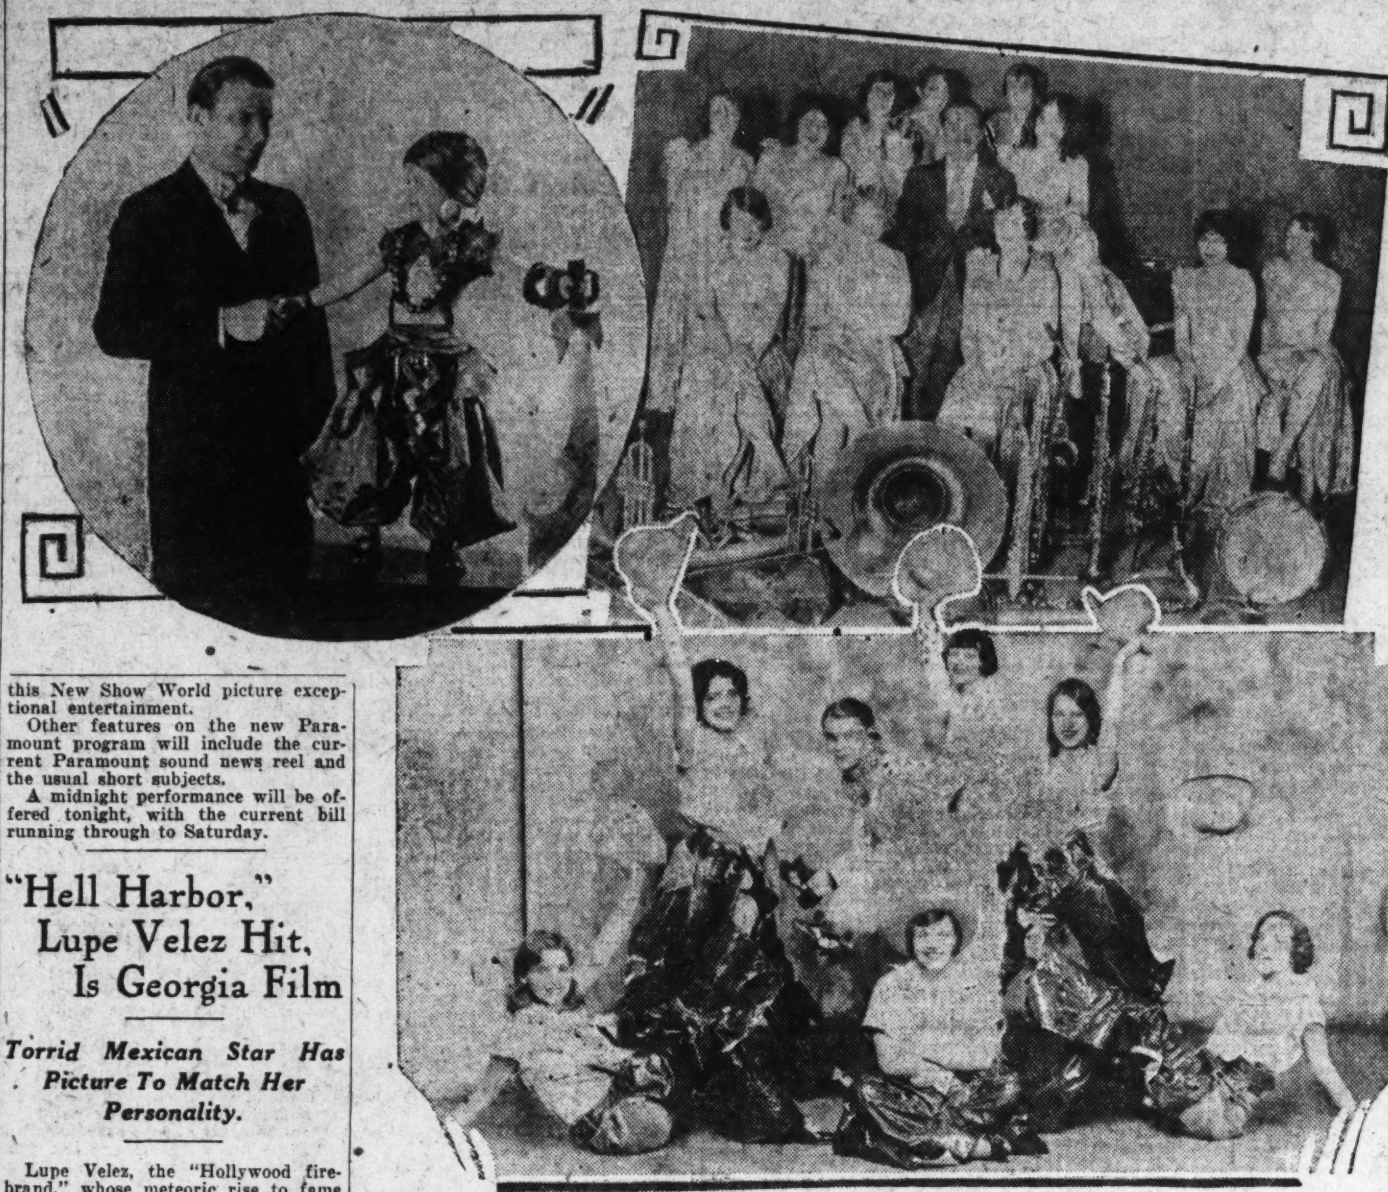 this New Show World picture excep-
tional entertainment.
Other features on the new Para-
mount program will include the cur-
rent Paramount sound news reel and
the usual short subjects.
A midnight performance will be of-
fered tonight, with the current bill
running through to Saturday.
"Hell Harbor,"
Lupe Velez Hit,
Is Georgia Film
Torrid Mexican Star Has
Picture To Match Her
Personality.
Lupe Velez, the "Hollywood fire-
brand," whose meteoric rise to fame